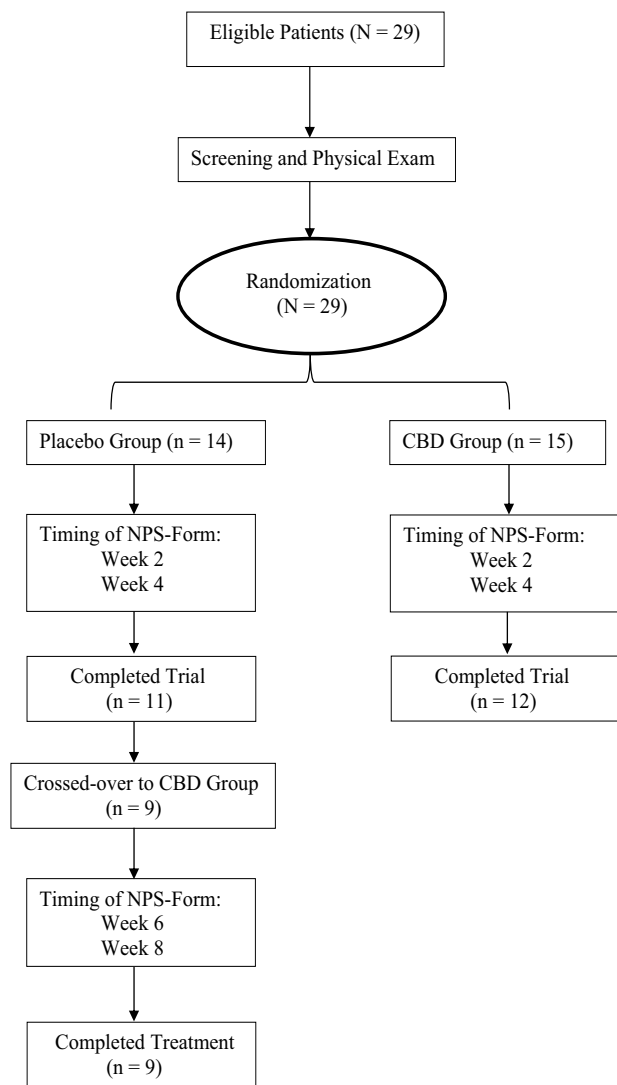 Eligible Patients (N = 29)
Screening and Physical Exam
Randomization
(N = 29)
Placebo Group (n = 14)
CBD Group (n = 15)
Timing of NPS-Form:
Week 2
Week 4
Timing of NPS-Form:
Week 2
Week 4
Completed Trial
(n = 11)
Completed Trial
(n = 12)
Crossed-over to CBD Group
(n = 9)
Timing of NPS-Form:
Week 6
Week 8
Completed Treatment
(n = 9)